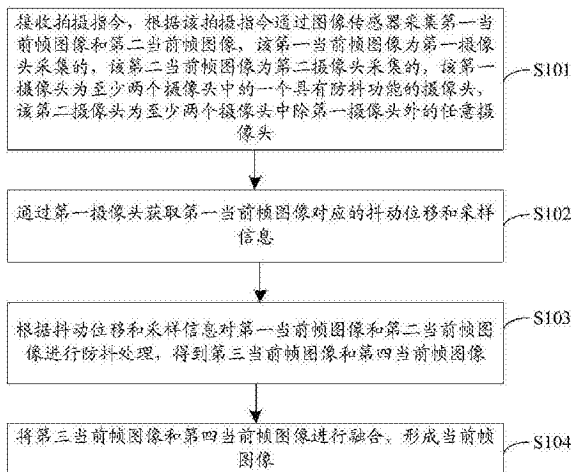 接收拍摄指令，根据该拍摄指令通过图像传感器采集第一当
前帧图像和第二当前帧图像，该第一当前帧图像为第一摄像
头采集的，该第二当前帧图像为第二摄像头采集的，该第一
摄像头为至少两个摄像头中的一个具有防抖功能的摄像头，
该第二摄像头为至少两个摄像头中除第一摄像头外的任意摄
像头
S101
通过第一摄像头获取第一当前帧图像对应的抖动位移和采样
信息
S102
根据抖动位移和采样信息对第一当前帧图像和第二当前帧图
像进行防抖处理，得到第三当前帧图像和第四当前帧图像
S103
将第三当前帧图像和第四当前帧图像进行融合，形成当前帧
图像
S104